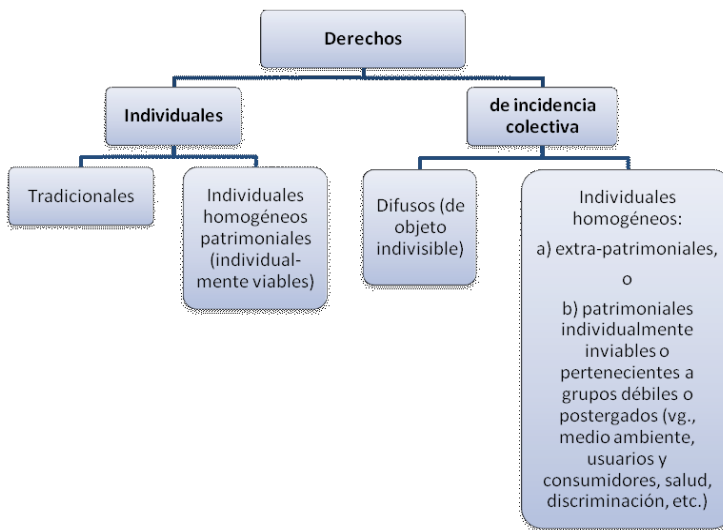 Derechos
Individuales
de incidencia
colectiva
Tradicionales
Individuales
homogéneos
patrimoniales
(individual-
mente viables)
Difusos (de
objeto
indivisible)
Individuales
homogéneos:
a) extra-patrimoniales,
o
b) patrimoniales
individualmente
inviables o
pertenecientes a
grupos débiles o
postergados (vg.,
medio ambiente,
usuarios y
consumidores, salud,
discriminación, etc.)